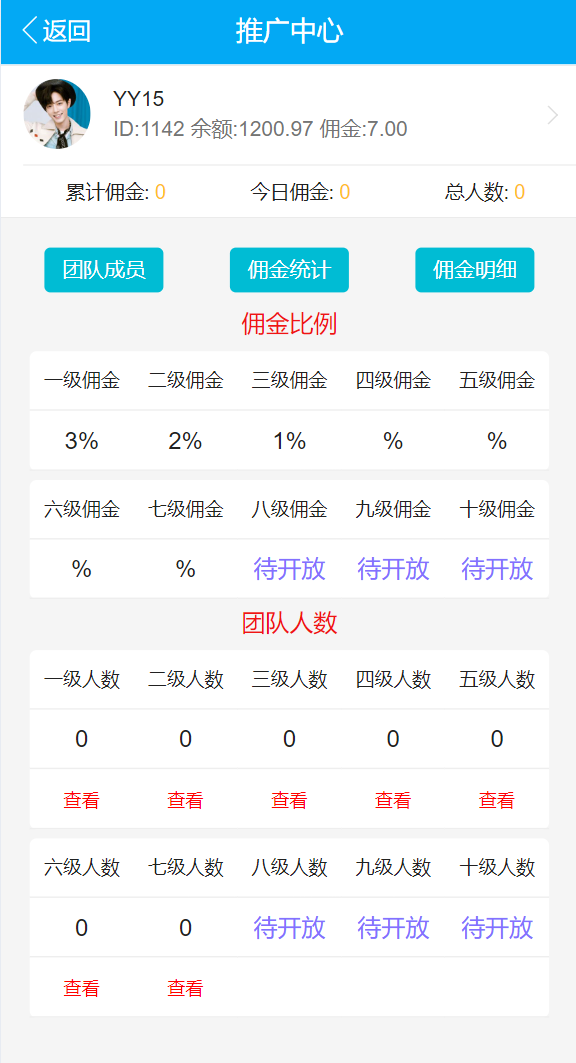 返回 推广中心
YY15
ID:1142 余额:1200.97 佣金:7.00
累计佣金: 0 今日佣金: 0 总人数: 0
团队成员 佣金统计 佣金明细
佣金比例
一级佣金 二级佣金 三级佣金 四级佣金 五级佣金
3% 2% 1% % %
六级佣金 七级佣金 八级佣金 九级佣金 十级佣金
% % 待开放 待开放 待开放
团队人数
一级人数 二级人数 三级人数 四级人数 五级人数
0 0 0 0 0
查看 查看 查看 查看 查看
六级人数 七级人数 八级人数 九级人数 十级人数
0 0 待开放 待开放 待开放
查看 查看